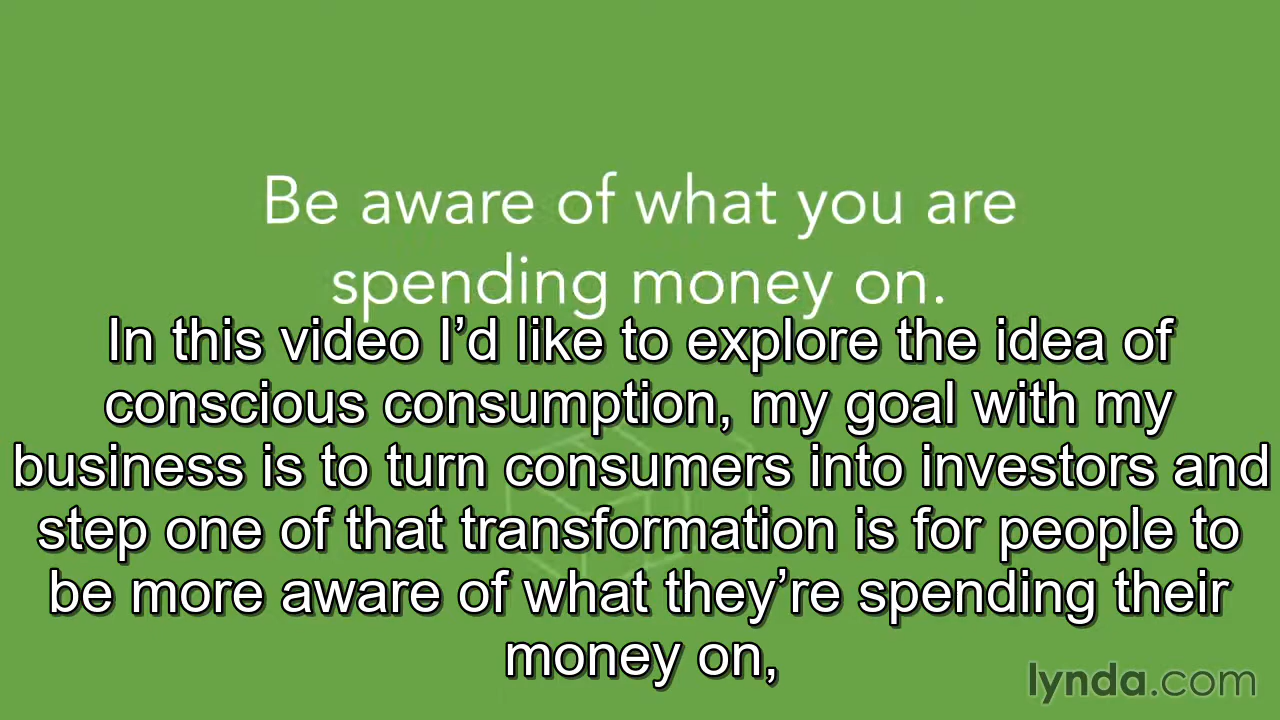 Be aware of what you are
spending money on.
In this video I’d like to explore the idea of
conscious consumption, my goal with my
business is to turn consumers into investors and
step one of that transformation is for people to
be more aware of what they’re spending their
money on,
lynda.com